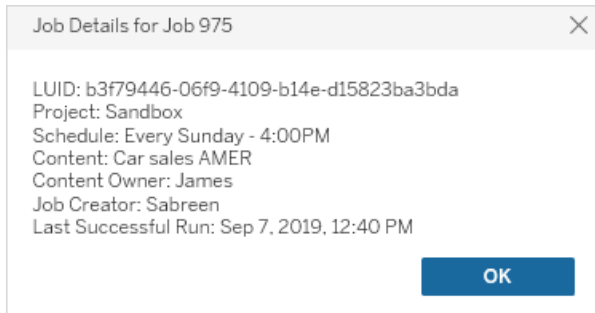 Job Details for Job 975
LUID: b3f79446-06f9-4109-b14e-d15823ba3bda
Project: Sandbox
Schedule: Every Sunday - 4:00PM
Content: Car sales AMER
Content Owner: James
Job Creator: Sabreen
Last Successful Run: Sep 7, 2019, 12:40 PM
OK